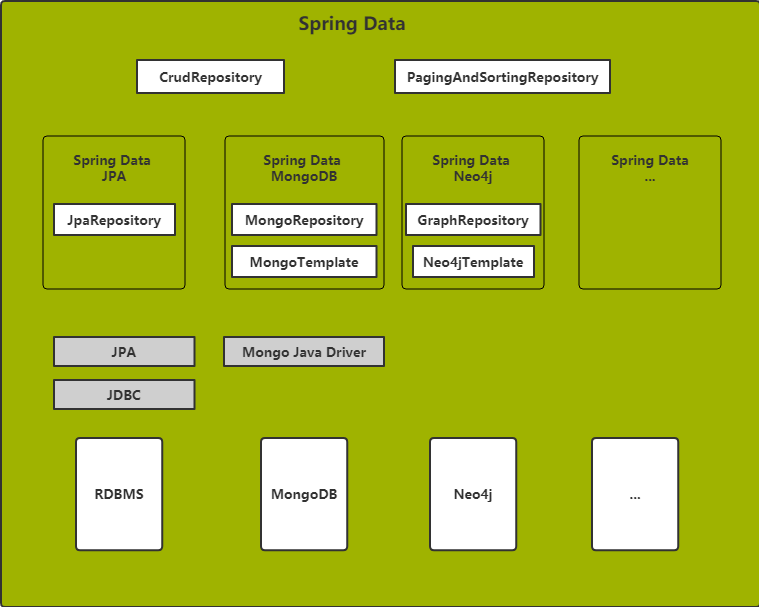 Spring Data
CrudRepository
PagingAndSortingRepository
Spring Data
JPA
JpaRepository
Spring Data
MongoDB
MongoRepository
MongoTemplate
Spring Data
Neo4j
GraphRepository
Neo4jTemplate
Spring Data
...
JPA
Mongo Java Driver
JDBC
RDBMS
MongoDB
Neo4j
...